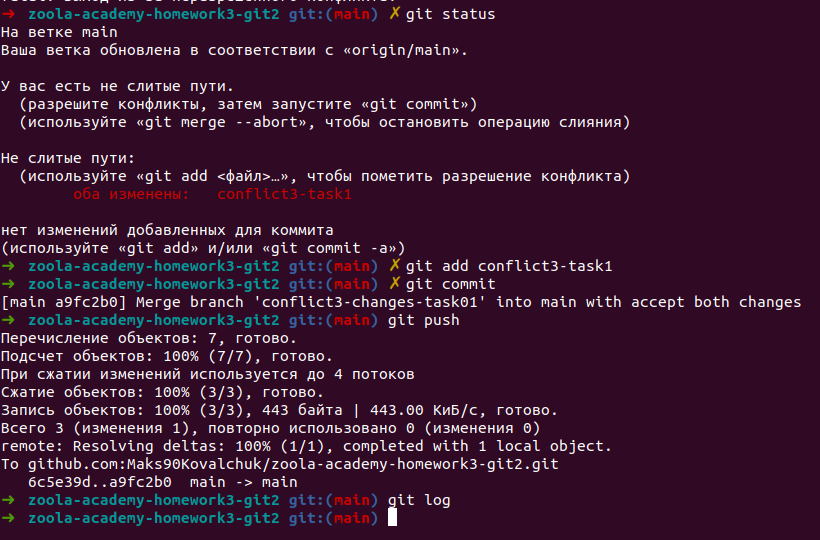 ➜ zoola-academy-homework3-git2 git:(main) ✗ git status
На ветке main
Ваша ветка обновлена в соответствии с «origin/main».
У вас есть не слитые пути.
(разрешите конфликты, затем запустите «git commit»)
(используйте «git merge --abort», чтобы остановить операцию слияния)
Не слитые пути:
(используйте «git add <файл>…», чтобы пометить разрешение конфликта)
оба изменены: conflict3-task1
нет изменений добавленных для коммита
(используйте «git add» и/или «git commit -a»)
➜ zoola-academy-homework3-git2 git:(main) ✗ git add conflict3-task1
➜ zoola-academy-homework3-git2 git:(main) ✗ git commit
[main a9fc2b0] Merge branch 'conflict3-changes-task01' into main with accept both changes
➜ zoola-academy-homework3-git2 git:(main) git push
Перечисление объектов: 7, готово.
Подсчет объектов: 100% (7/7), готово.
При сжатии изменений используется до 4 потоков
Сжатие объектов: 100% (3/3), готово.
Запись объектов: 100% (3/3), 443 байта | 443.00 КиБ/с, готово.
Всего 3 (изменения 1), повторно использовано 0 (изменения 0)
remote: Resolving deltas: 100% (1/1), completed with 1 local object.
To github.com:Maks90Kovalchuk/zoola-academy-homework3-git2.git
6c5e39d..a9fc2b0 main -> main
➜ zoola-academy-homework3-git2 git:(main) git log
➜ zoola-academy-homework3-git2 git:(main)